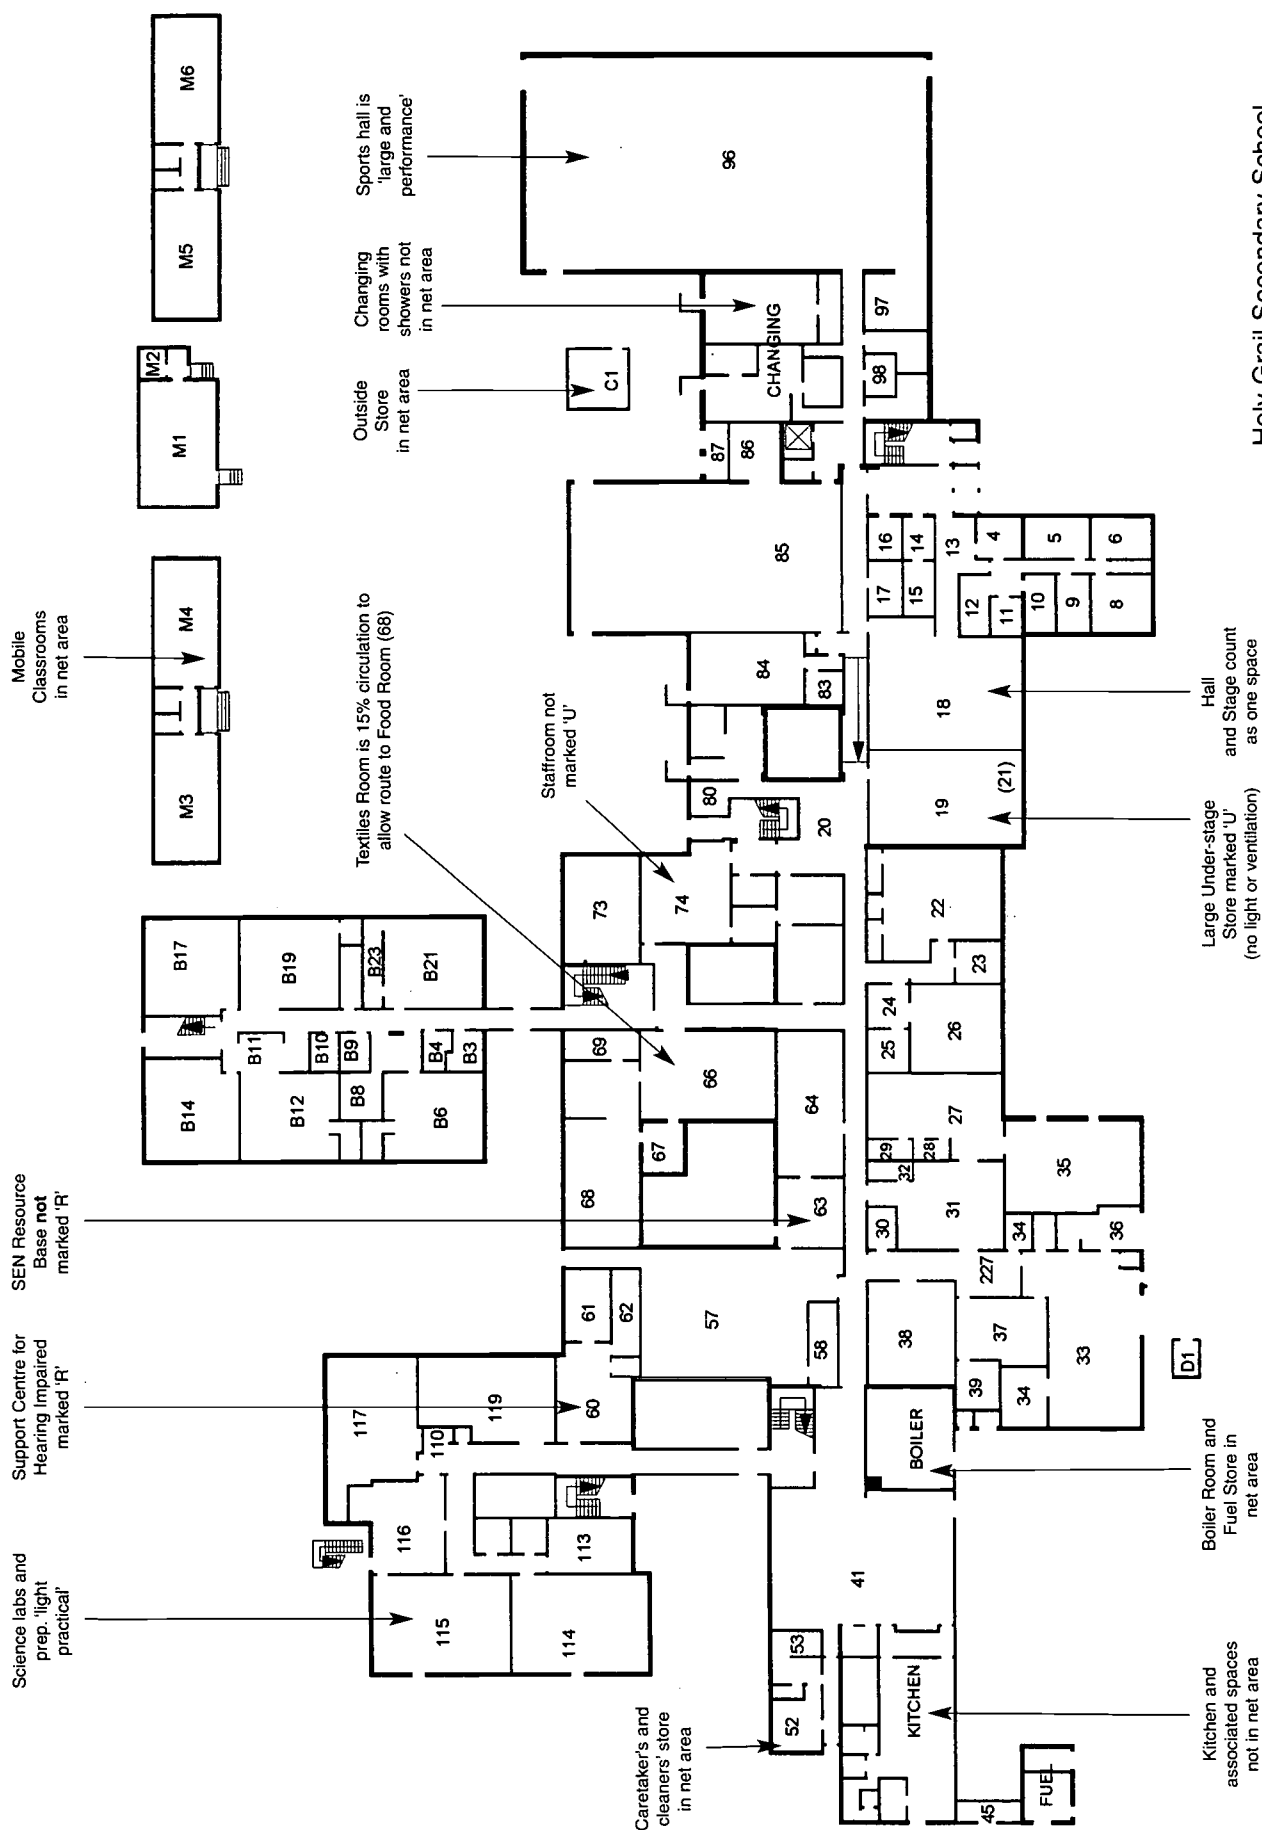 M6
M5
Sports hall is
'large and
performance'
96
Changing
rooms with
showers not
in net area
M2
M1
Outside
Store
in net area
C1
CHANGING
97
98
Holy Grail Secondary School
87
86
Mobile
Classrooms
in net area
M4
M3
Textiles Room is 15% circulation to
allow route to Food Room (68)
Staffroom not
marked 'U'
85
84
83
80
20
16
14
17
15
13
4
5
6
12
11
10
9
8
18
19
(21)
Hall
and Stage count
as one space
Large Under-stage
Store marked 'U'
(no light or ventilation)
B17
B19
B23
B21
B11
B10
B9
B4
B3
B14
B12
B8
B6
73
74
69
66
64
67
68
63
22
23
24
25
26
27
29
28
32
31
30
35
34
36
SEN Resource
Base not
marked 'R'
Support Centre for
Hearing Impaired
marked 'R'
61
62
57
58
60
117
119
110
227
38
37
33
39
34
D1
BOILER
Boiler Room and
Fuel Store in
net area
Science labs and
prep. 'light
practical'
116
113
115
114
41
53
52
Caretaker's and
cleaners' store
in net area
KITCHEN
45
FUEL
Kitchen and
associated spaces
not in net area